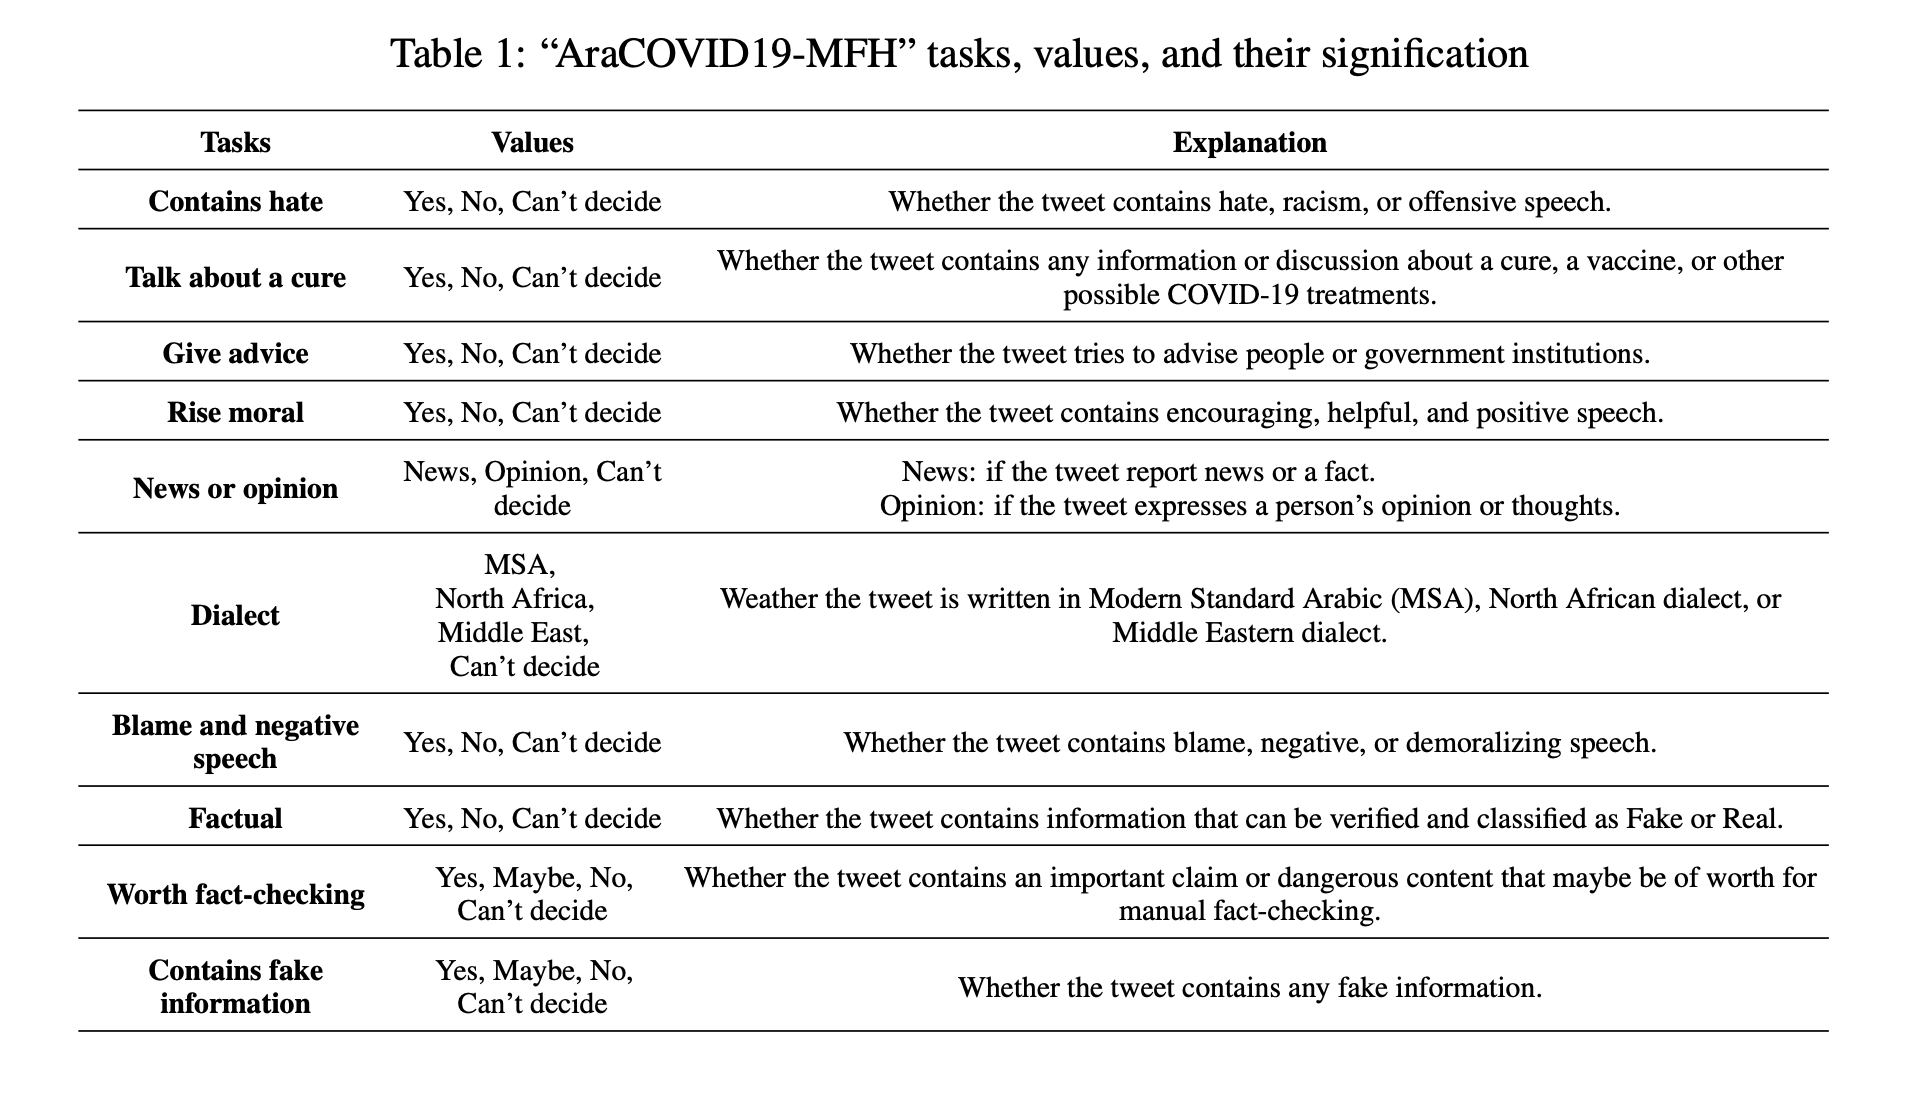 Table 1: “AraCOVID19-MFH” tasks, values, and their signification
Tasks Values Explanation
Contains hate Yes, No, Can’t decide Whether the tweet contains hate, racism, or offensive speech.
Talk about a cure Yes, No, Can’t decide Whether the tweet contains any information or discussion about a cure, a vaccine, or other
possible COVID-19 treatments.
Give advice Yes, No, Can’t decide Whether the tweet tries to advise people or government institutions.
Rise moral Yes, No, Can’t decide Whether the tweet contains encouraging, helpful, and positive speech.
News or opinion
News, Opinion, Can’t
decide
News: if the tweet report news or a fact.
Opinion: if the tweet expresses a person’s opinion or thoughts.
Dialect
MSA,
North Africa,
Middle East,
Can’t decide
Weather the tweet is written in Modern Standard Arabic (MSA), North African dialect, or
Middle Eastern dialect.
Blame and negative
speech
Yes, No, Can’t decide Whether the tweet contains blame, negative, or demoralizing speech.
Factual Yes, No, Can’t decide Whether the tweet contains information that can be verified and classified as Fake or Real.
Worth fact-checking
Yes, Maybe, No,
Can’t decide
Whether the tweet contains an important claim or dangerous content that maybe be of worth for
manual fact-checking.
Contains fake
information
Yes, Maybe, No,
Can’t decide
Whether the tweet contains any fake information.